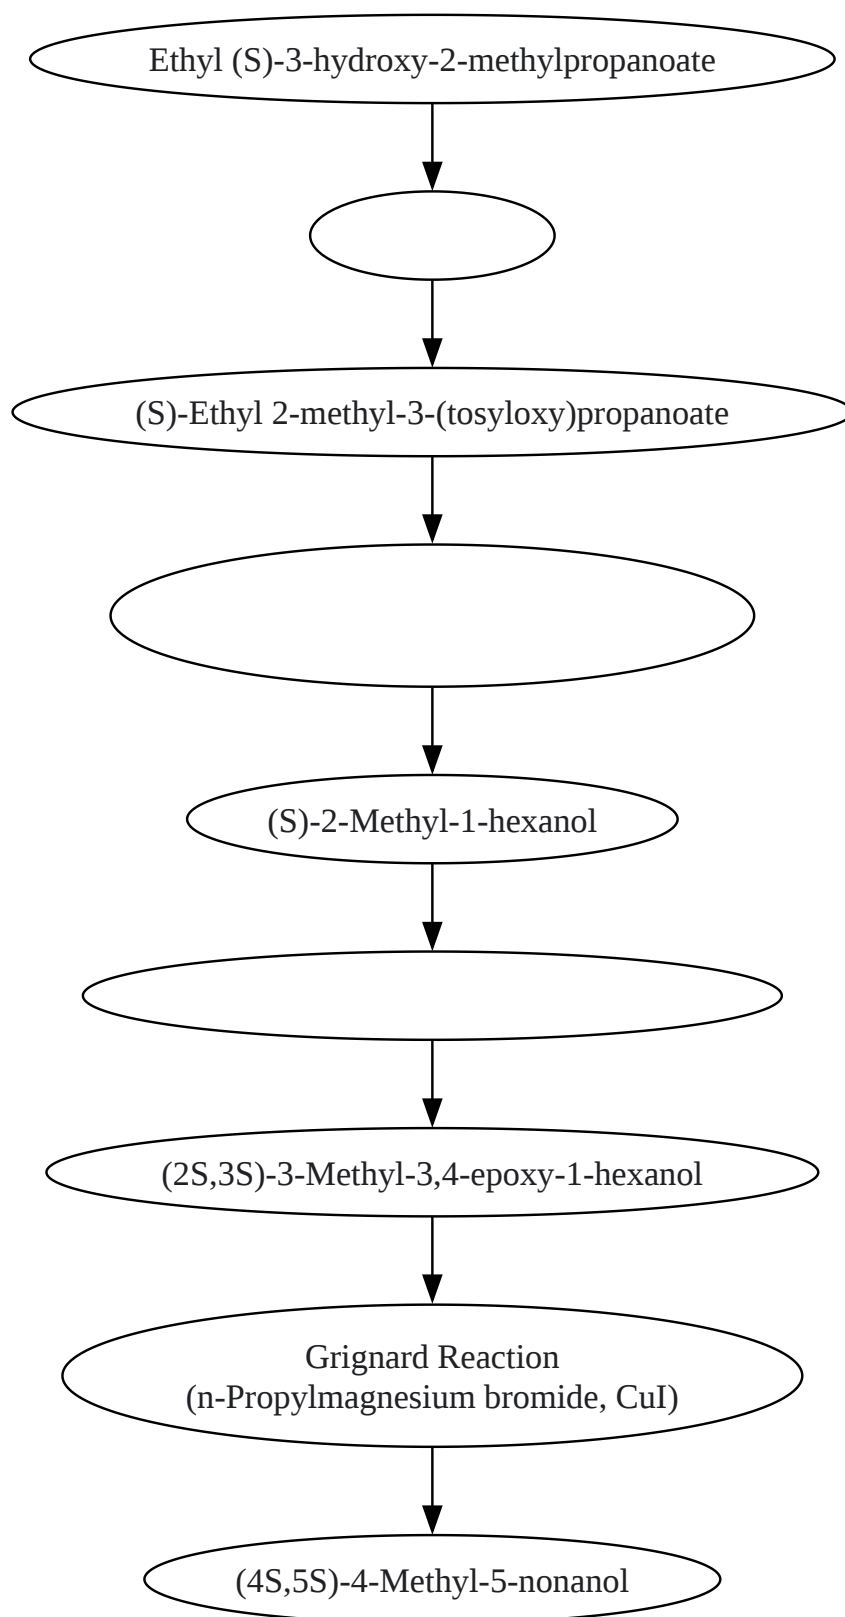 Ethyl (S)-3-hydroxy-2-methylpropanoate
(S)-Ethyl 2-methyl-3-(tosyloxy)propanoate
(S)-2-Methyl-1-hexanol
(2S,3S)-3-Methyl-3,4-epoxy-1-hexanol
Grignard Reaction
(n-Propylmagnesium bromide, CuI)
(4S,5S)-4-Methyl-5-nonanol